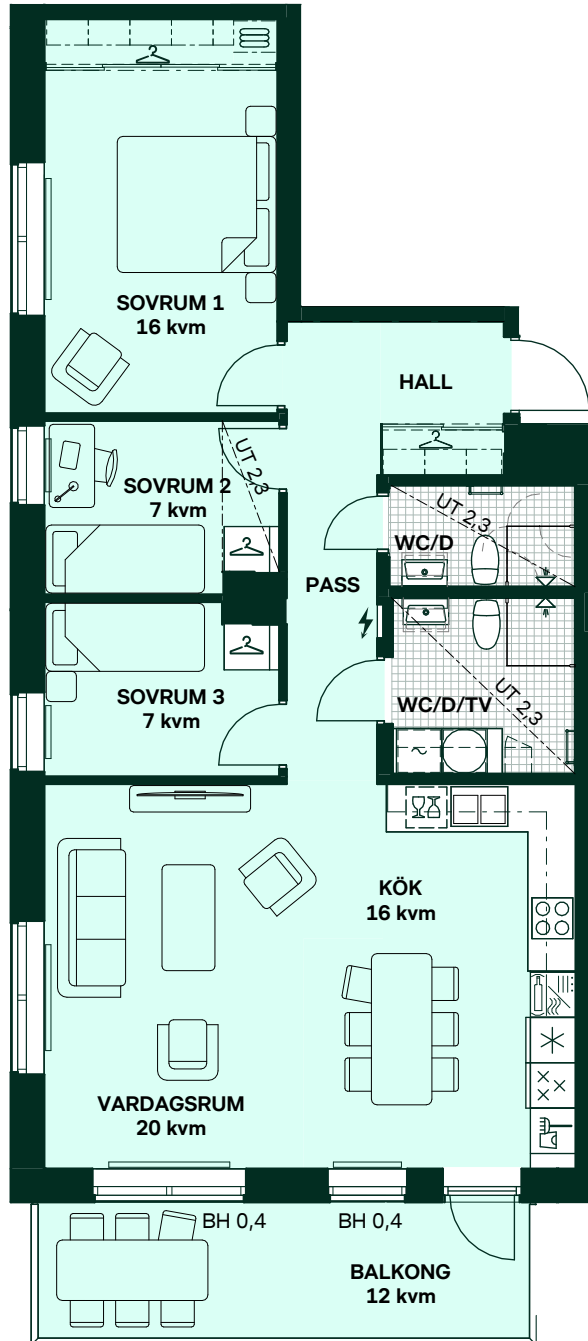 SOVRUM 1
16 kvm
HALL
SOVRUM 2
7 kvm
UT 2,3
UT 2,3
WC/D
PASS
SOVRUM 3
7 kvm
WC/D/TV
UT 2,3
KÖK
16 kvm
VARDAGSRUM
20 kvm
BH 0,4
BH 0,4
BALKONG
12 kvm